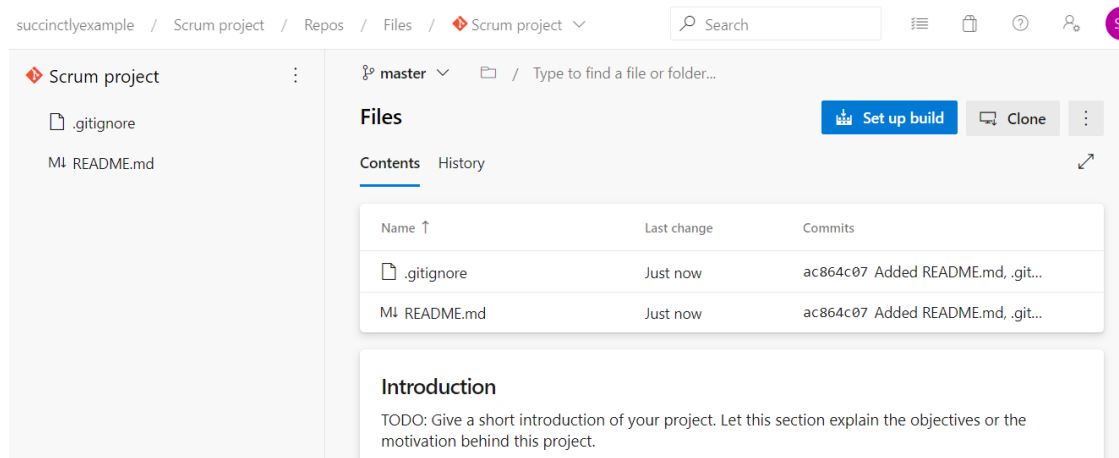 succinctlyexample / Scrum project / Repos / Files / Scrum project
Search
S
Scrum project
.gitignore
M↓ README.md
master
/ Type to find a file or folder...
Files
Set up build
Clone
Contents
History
Name ↑ Last change Commits
.gitignore Just now ac864c07 Added README.md, .git...
M↓ README.md Just now ac864c07 Added README.md, .git...
Introduction
TODO: Give a short introduction of your project. Let this section explain the objectives or the
motivation behind this project.